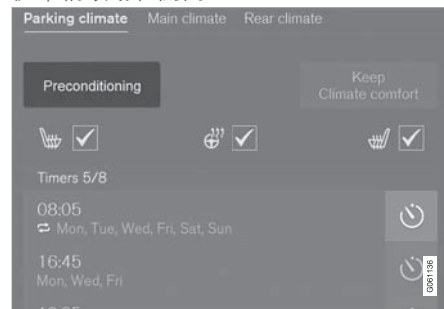 Parking climate Main climate Rear climate
Preconditioning
Keep
Climate comfort
Timers 5/8
08:05
Mon, Tue, Wed, Fri, Sat, Sun
16:45
Mon, Wed, Fri
G061136